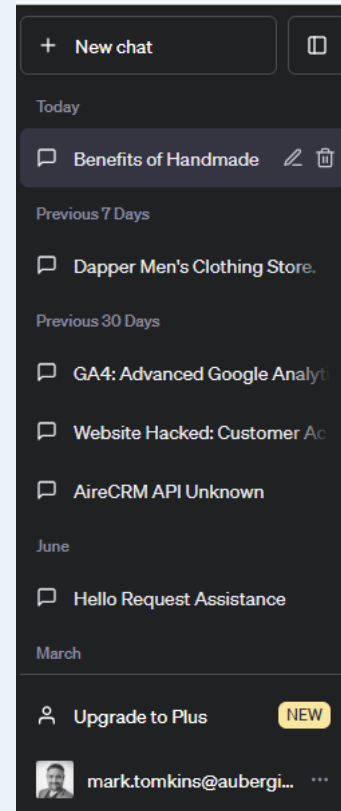 New chat
Today
Benefits of Handmade
Previous 7 Days
Dapper Men's Clothing Store.
Previous 30 Days
GA4: Advanced Google Analyt
Website Hacked: Customer Ac
AireCRM API Unknown
June
Hello Request Assistance
March
Upgrade to Plus NEW
mark.tomkins@aubergi...